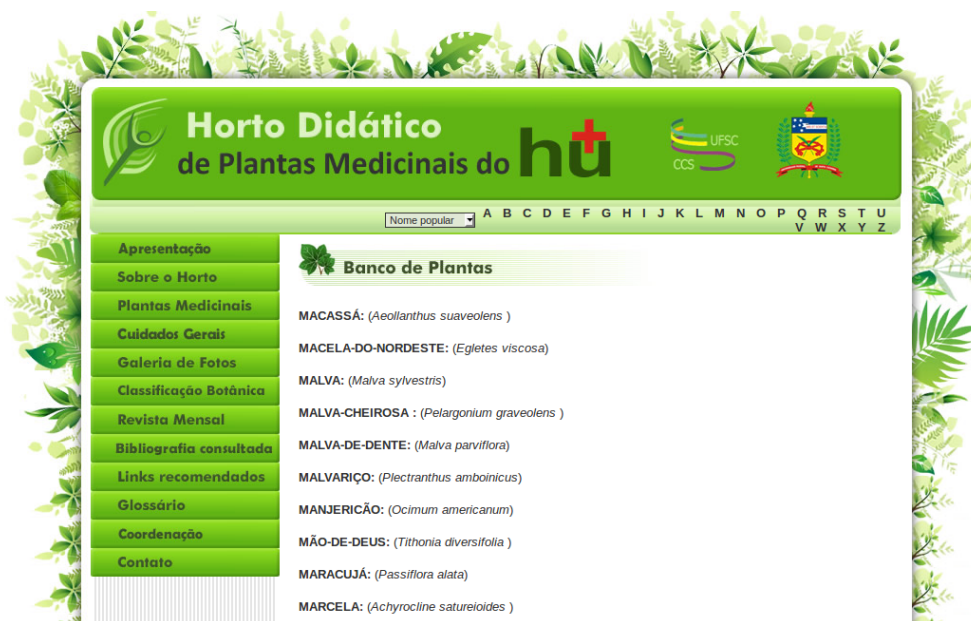 Horto Didático
de Plantas Medicinais do hu
UFSC
CCS
Nome popular
A B C D E F G H I J K L M N O P Q R S T U
V W X Y Z
Apresentação
Sobre o Horto
Plantas Medicinais
Cuidados Gerais
Galeria de Fotos
Classificação Botânica
Revista Mensal
Bibliografia consultada
Links recomendados
Glossário
Coordenação
Contato
Banco de Plantas
MACASSÁ: (Aeollanthus suaveolens )
MACELA-DO-NORDESTE: (Egletes viscosa)
MALVA: (Malva sylvestris)
MALVA-CHEIROSA : (Pelargonium graveolens )
MALVA-DE-DENTE: (Malva parviflora)
MALVARIÇO: (Plectranthus amboinicus)
MANJERICÃO: (Ocimum americanum)
MÃO-DE-DEUS: (Tithonia diversifolia )
MARACUJÁ: (Passiflora alata)
MARCELA: (Achyrocline satureioides )